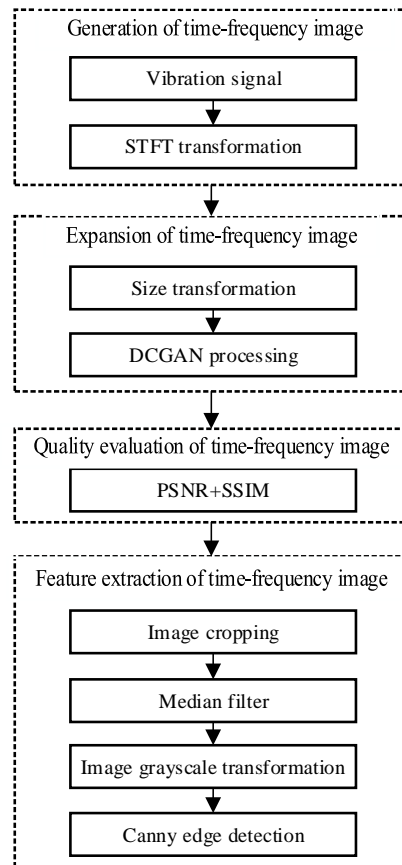 Generation of time-frequency image
Vibration signal
STFT transformation
Expansion of time-frequency image
Size transformation
DCGAN processing
Quality evaluation of time-frequency image
PSNR+SSIM
Feature extraction of time-frequency image
Image cropping
Median filter
Image grayscale transformation
Canny edge detection